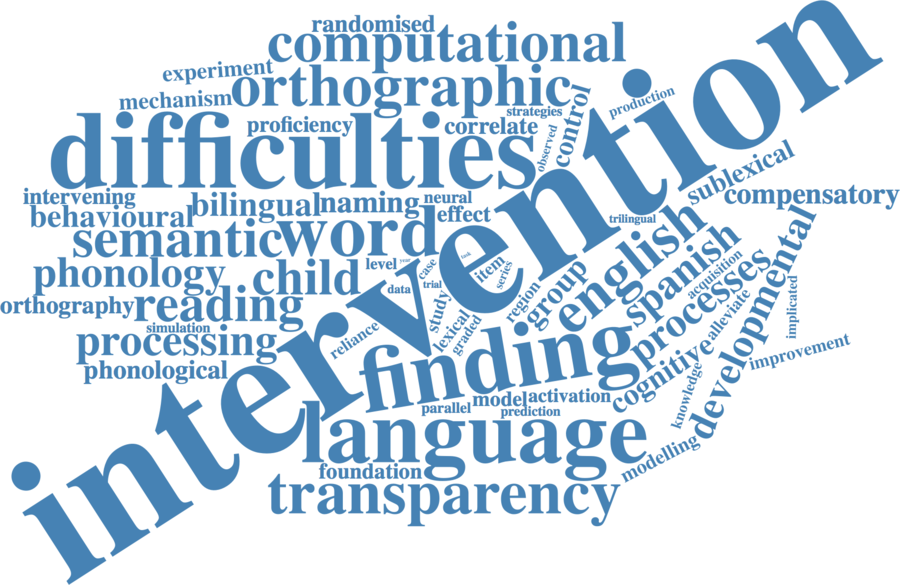 randomised
computational
experiment
orthographic
mechanism
strategies
production
difficulties
proficiency
correlate
observed
control
intervention
sublexical
intervening
bilingual
naming
neural
compensatory
behavioural
effect
trilingual
semantic
word
english
spanish
developmental
phonology
child
level
year
case
task
item
series
group
processes
acquisition
data
trial
orthography
reading
study
region
implicated
simulation
reliance
lexical
graded
alleviate
processing
finding
cognitive
improvement
phonological
knowledge
parallel
model
activation
prediction
language
modelling
foundation
transparency